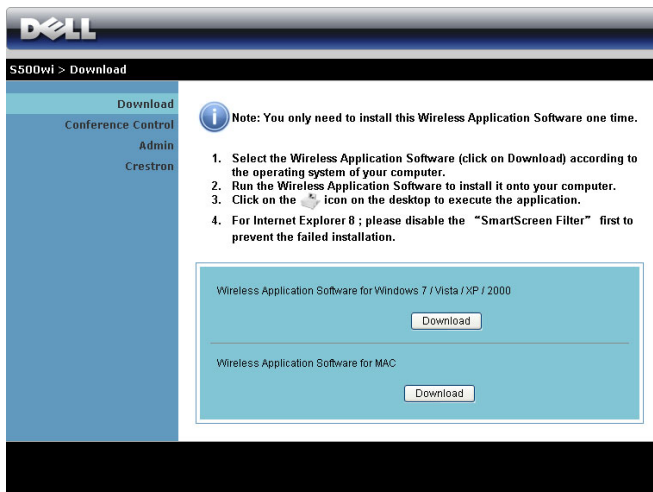 DELL
S500wi > Download
Download
Conference Control
Admin
Crestron
Note: You only need to install this Wireless Application Software one time.
1. Select the Wireless Application Software (click on Download) according to
the operating system of your computer.
2. Run the Wireless Application Software to install it onto your computer.
3. Click on the icon on the desktop to execute the application.
4. For Internet Explorer 8 ; please disable the “SmartScreen Filter” first to
prevent the failed installation.
Wireless Application Software for Windows 7 / Vista / XP / 2000
Download
Wireless Application Software for MAC
Download